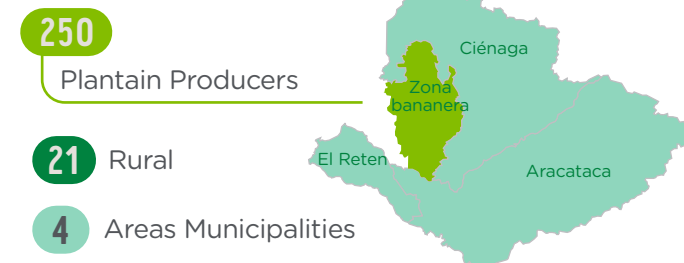 250
Plantain Producers
21 Rural
4 Areas Municipalities
Ciénaga
Zona
bananera
El Reten
Aracataca